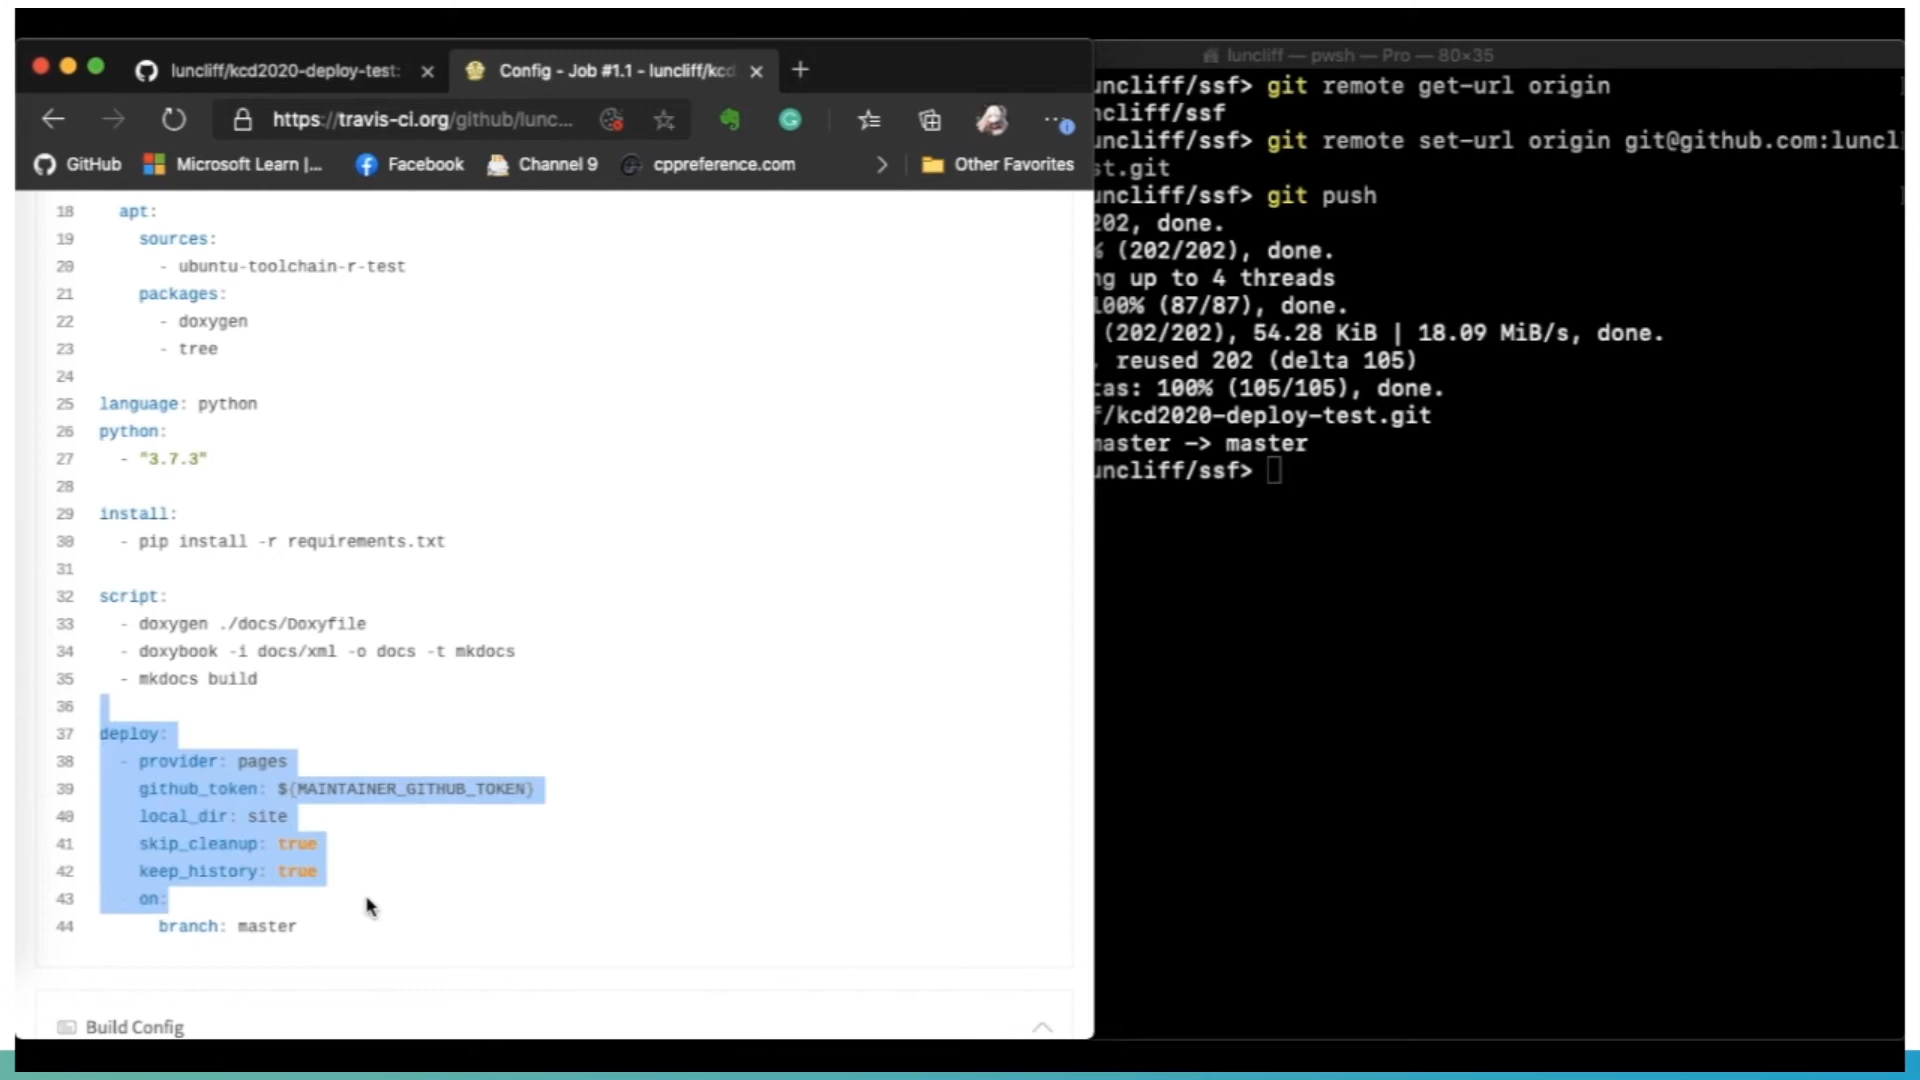 luncliff/kcd2020-deploy-test:
Config - Job #1.1 - luncliff/kcd
https://travis-ci.org/github/lunc...
GitHub
Microsoft Learn |...
Facebook
Channel 9
cppreference.com
Other Favorites
18 apt:
19 sources:
20 - ubuntu-toolchain-r-test
21 packages:
22 - doxygen
23 - tree
24
25 language: python
26 python:
27 - "3.7.3"
28
29 install:
30 - pip install -r requirements.txt
31
32 script:
33 - doxygen ./docs/Doxyfile
34 - doxybook -i docs/xml -o docs -t mkdocs
35 - mkdocs build
36
37 deploy:
38 - provider: pages
39 github_token: ${MAINTAINER_GITHUB_TOKEN}
40 local_dir: site
41 skip_cleanup: true
42 keep_history: true
43 on:
44 branch: master
Build Config
luncliff — pwsh — Pro — 80×35
uncliff/ssf> git remote get-url origin
ncliff/ssf
uncliff/ssf> git remote set-url origin git@github.com:luncl
st.git
uncliff/ssf> git push
202, done.
% (202/202), done.
ng up to 4 threads
100% (87/87), done.
(202/202), 54.28 KiB | 18.09 MiB/s, done.
, reused 202 (delta 105)
tas: 100% (105/105), done.
f/kcd2020-deploy-test.git
master -> master
uncliff/ssf>